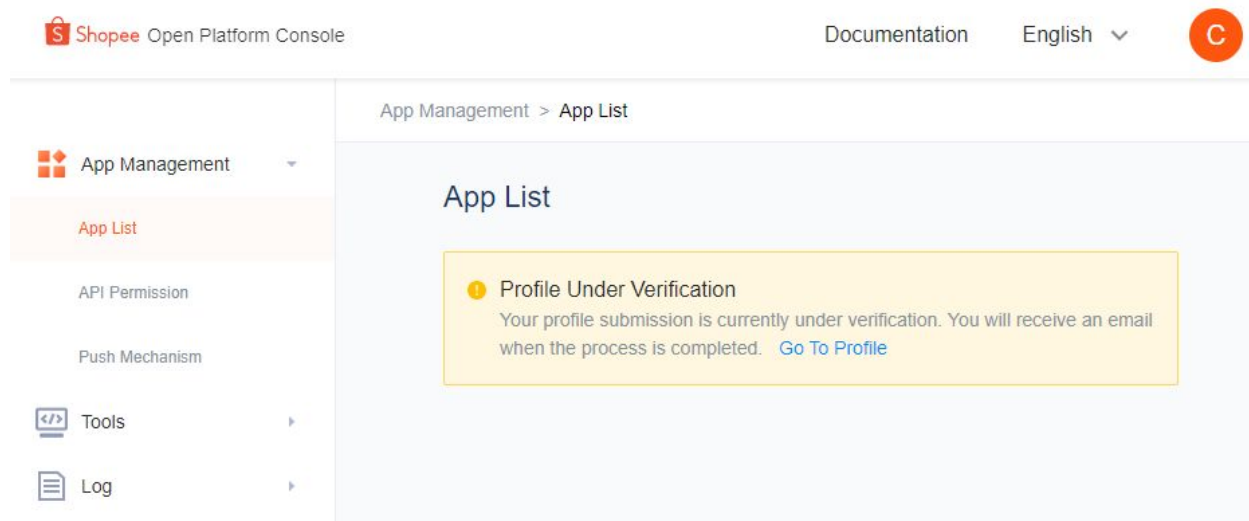 Shopee Open Platform Console
Documentation
English
C
App Management > App List
App Management
App List
API Permission
Push Mechanism
Tools
Log
App List
Profile Under Verification
Your profile submission is currently under verification. You will receive an email
when the process is completed. Go To Profile